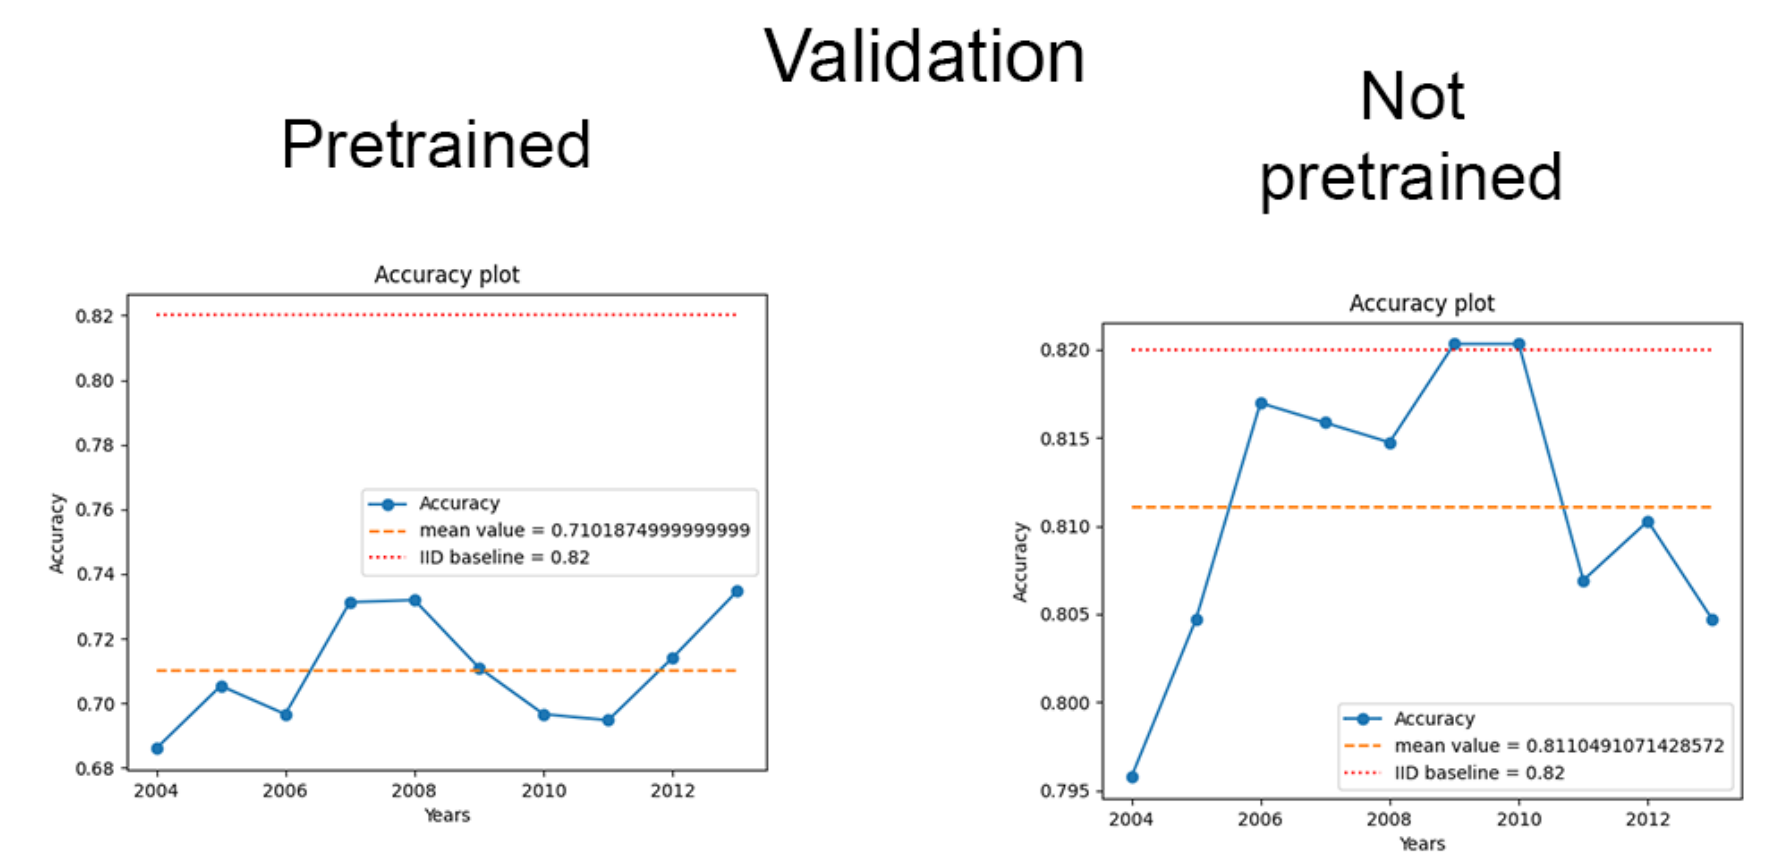 Validation
Pretrained
Not
pretrained
Accuracy plot
0.82
0.80
0.78
0.76
0.74
0.72
0.70
0.68
Accuracy
Accuracy
mean value = 0.7101874999999999
IID baseline = 0.82
2004 2006 2008 2010 2012
Years
Accuracy plot
0.820
0.815
0.810
0.805
0.800
0.795
Accuracy
Accuracy
mean value = 0.8110491071428572
IID baseline = 0.82
2004 2006 2008 2010 2012
Years